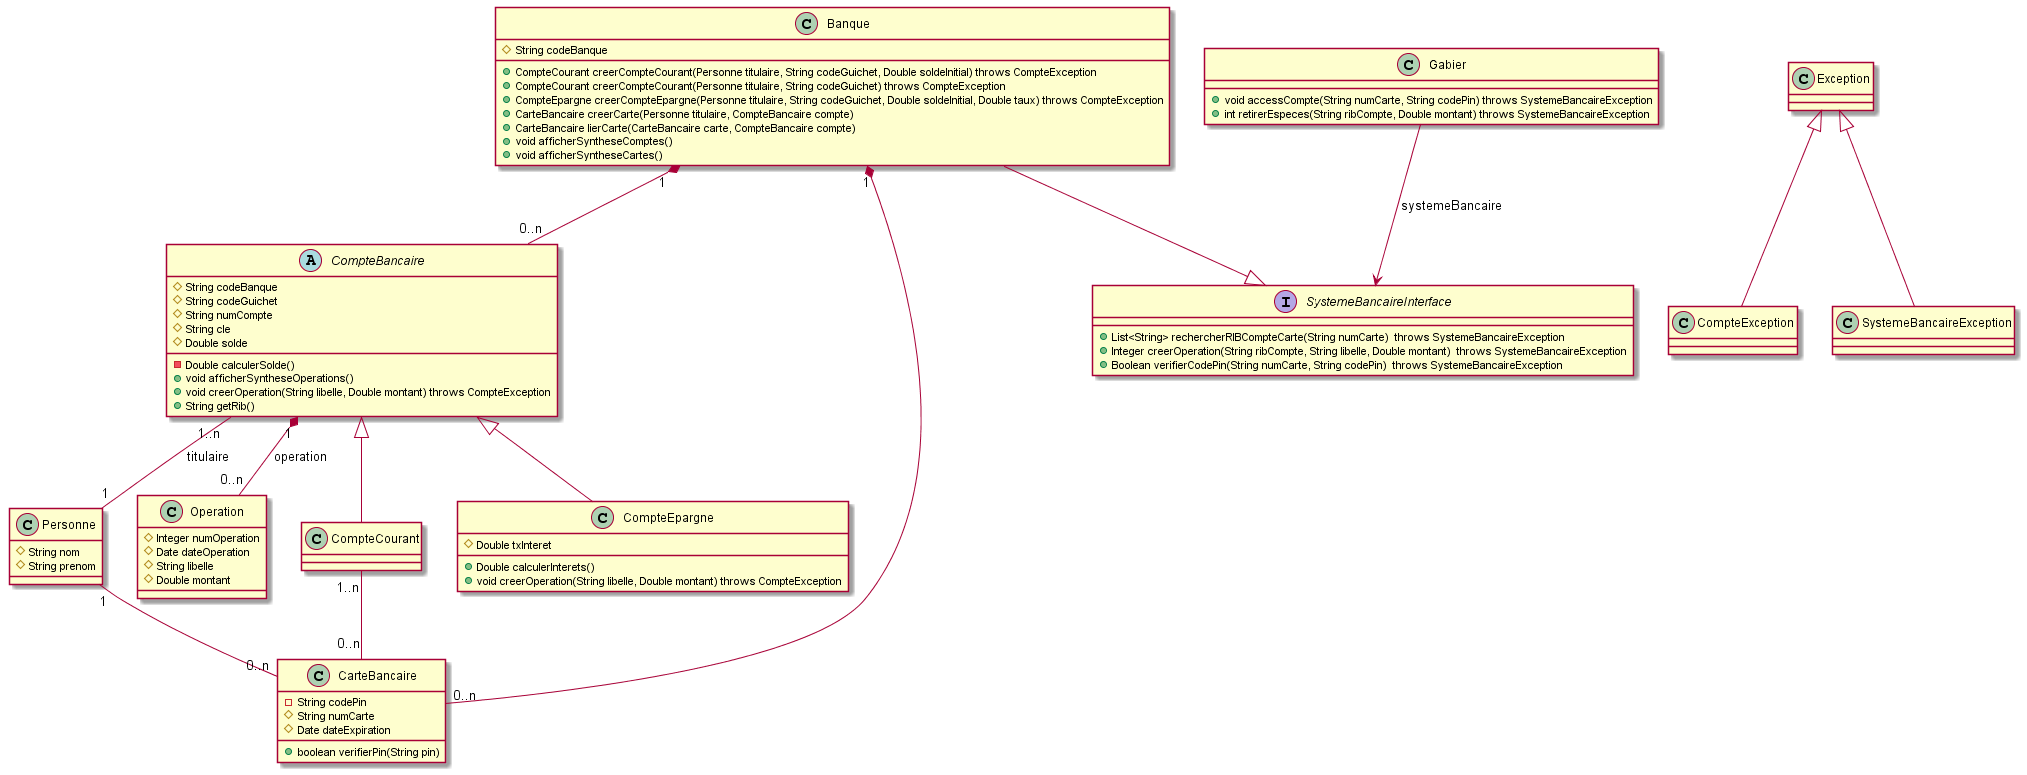 C Banque
String codeBanque
CompteCourant creerCompteCourant(Personne titulaire, String codeGuichet, Double soldeInitial) throws CompteException
CompteCourant creerCompteCourant(Personne titulaire, String codeGuichet) throws CompteException
CompteEpargne creerCompteEpargne(Personne titulaire, String codeGuichet, Double soldeInitial, Double taux) throws CompteException
CarteBancaire creerCarte(Personne titulaire, CompteBancaire compte)
CarteBancaire lierCarte(CarteBancaire carte, CompteBancaire compte)
void afficherSyntheseComptes()
void afficherSyntheseCartes()
C Gabier
void accessCompte(String numCarte, String codePin) throws SystemeBancaireException
int retirerEspeces(String ribCompte, Double montant) throws SystemeBancaireException
C Exception
1
1
systemeBancaire
0..n
A CompteBancaire
String codeBanque
String codeGuichet
String numCompte
String cle
Double solde
Double calculerSolde()
void afficherSyntheseOperations()
void creerOperation(String libelle, Double montant) throws CompteException
String getRib()
I SystemeBancaireInterface
List<String> rechercherRIBCompteCarte(String numCarte) throws SystemeBancaireException
Integer creerOperation(String ribCompte, String libelle, Double montant) throws SystemeBancaireException
Boolean verifierCodePin(String numCarte, String codePin) throws SystemeBancaireException
C CompteException
C SystemeBancaireException
1..n
1
titulaire
operation
1
0..n
C Personne
String nom
String prenom
C Operation
Integer numOperation
Date dateOperation
String libelle
Double montant
C CompteCourant
C CompteEpargne
Double txInteret
Double calculerInterets()
void creerOperation(String libelle, Double montant) throws CompteException
1
1..n
0..n
0..n
0..n
C CarteBancaire
String codePin
String numCarte
Date dateExpiration
boolean verifierPin(String pin)